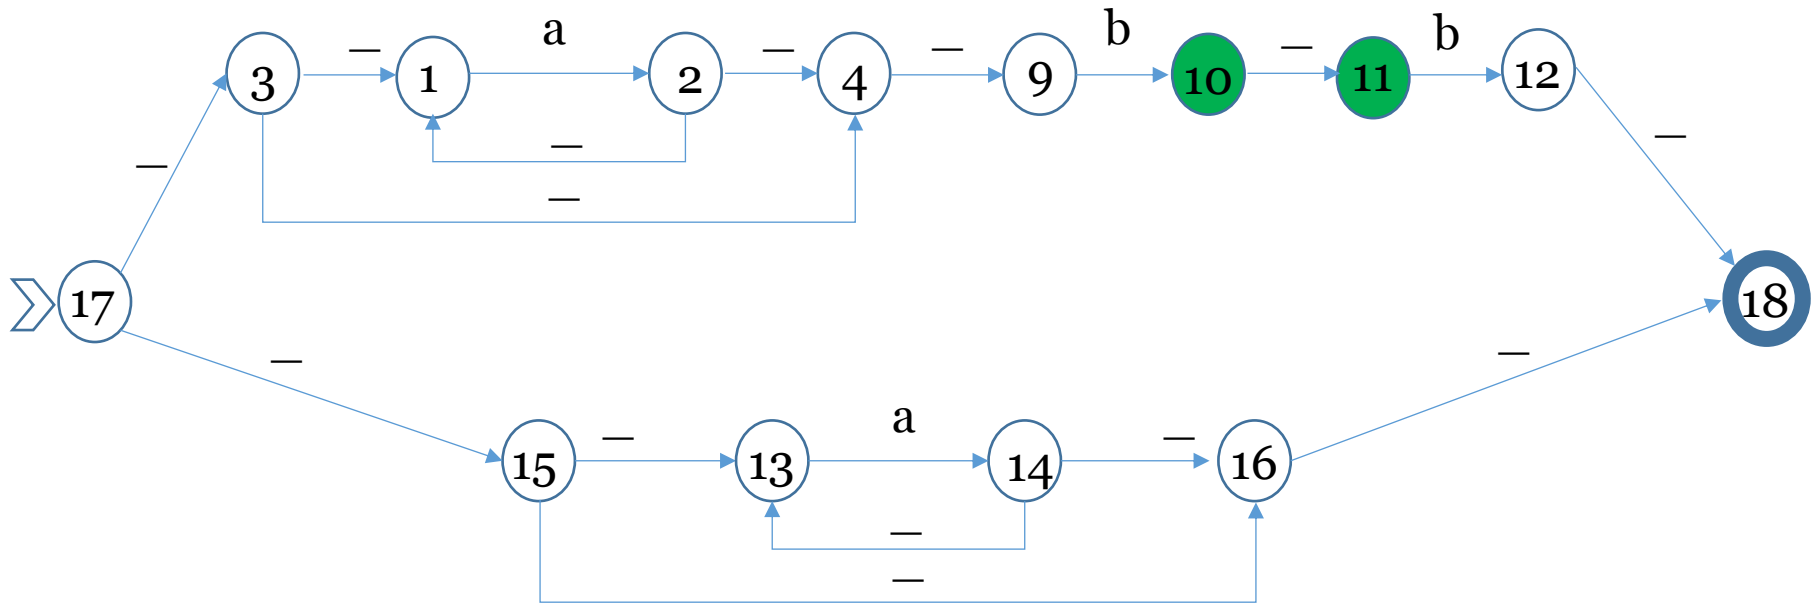 a b b
3 – 1 – 2 – 4 – 9 10 – 11 12
–
–
– –
17 18
–
–
a
15 – 13 14 – 16
–
–